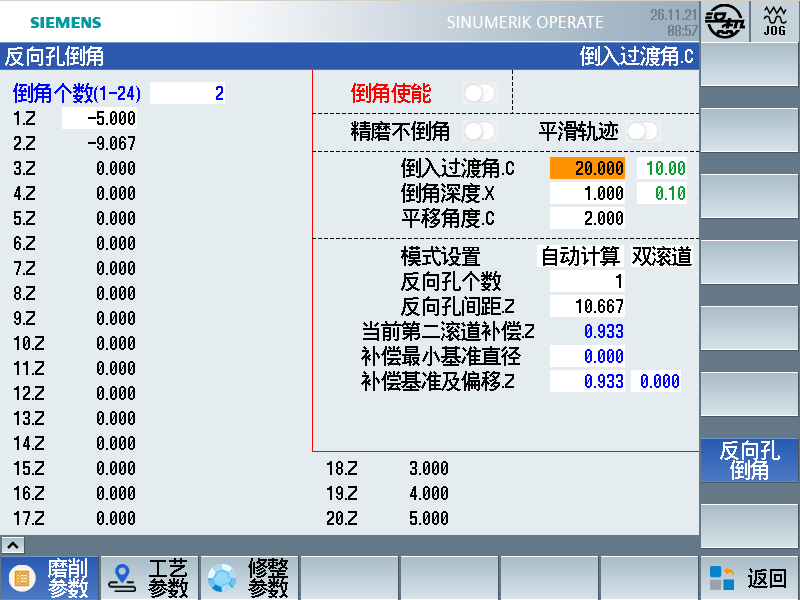 SIEMENS
SINUMERIK OPERATE
26.11.21
08:57
JOG
反向孔倒角
倒入过渡角.C
倒角个数(1-24) 2
1.Z -5.000
2.Z -9.067
3.Z 0.000
4.Z 0.000
5.Z 0.000
6.Z 0.000
7.Z 0.000
8.Z 0.000
9.Z 0.000
10.Z 0.000
11.Z 0.000
12.Z 0.000
13.Z 0.000
14.Z 0.000
15.Z 0.000
16.Z 0.000
17.Z 0.000
倒角使能
精磨不倒角 平滑轨迹
倒入过渡角.C 20.000 10.00
倒角深度.X 1.000 0.10
平移角度.C 2.000
模式设置 自动计算 双滚道
反向孔个数 1
反向孔间距.Z 10.667
当前第二滚道补偿.Z 0.933
补偿最小基准直径 0.000
补偿基准及偏移.Z 0.933 0.000
18.Z 3.000
19.Z 4.000
20.Z 5.000
反向孔
倒角
磨削
参数
工艺
参数
修整
参数
返回